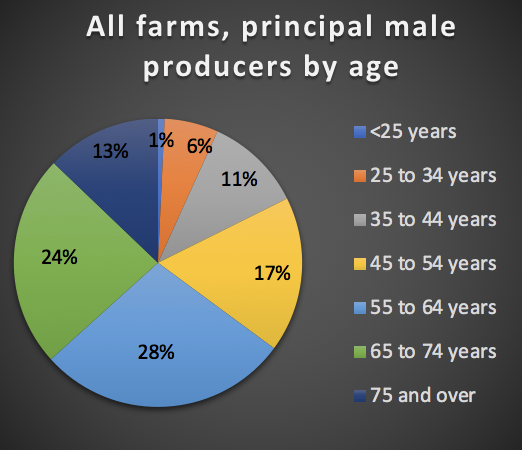 All farms, principal male
producers by age
1%
6%
11%
17%
28%
24%
13%
<25 years
25 to 34 years
35 to 44 years
45 to 54 years
55 to 64 years
65 to 74 years
75 and over